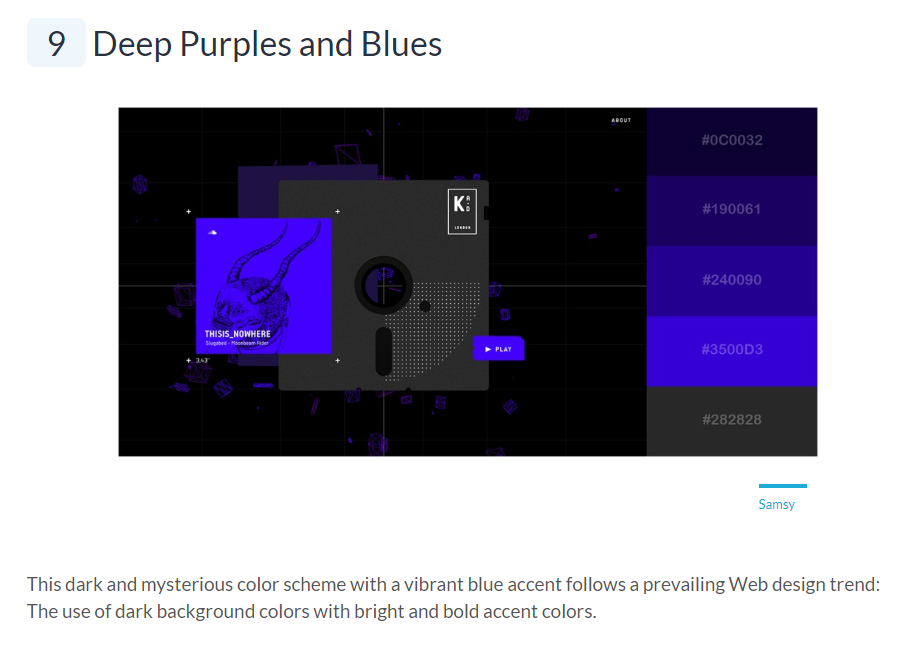 9 Deep Purples and Blues
ABOUT
#0C0032
#190061
#240090
#3500D3
#282828
K R·D
LONDON
THISIS_NOWHERE
Slugabed - Moonbeam Rider
3.43"
PLAY
Samsy
This dark and mysterious color scheme with a vibrant blue accent follows a prevailing Web design trend:
The use of dark background colors with bright and bold accent colors.